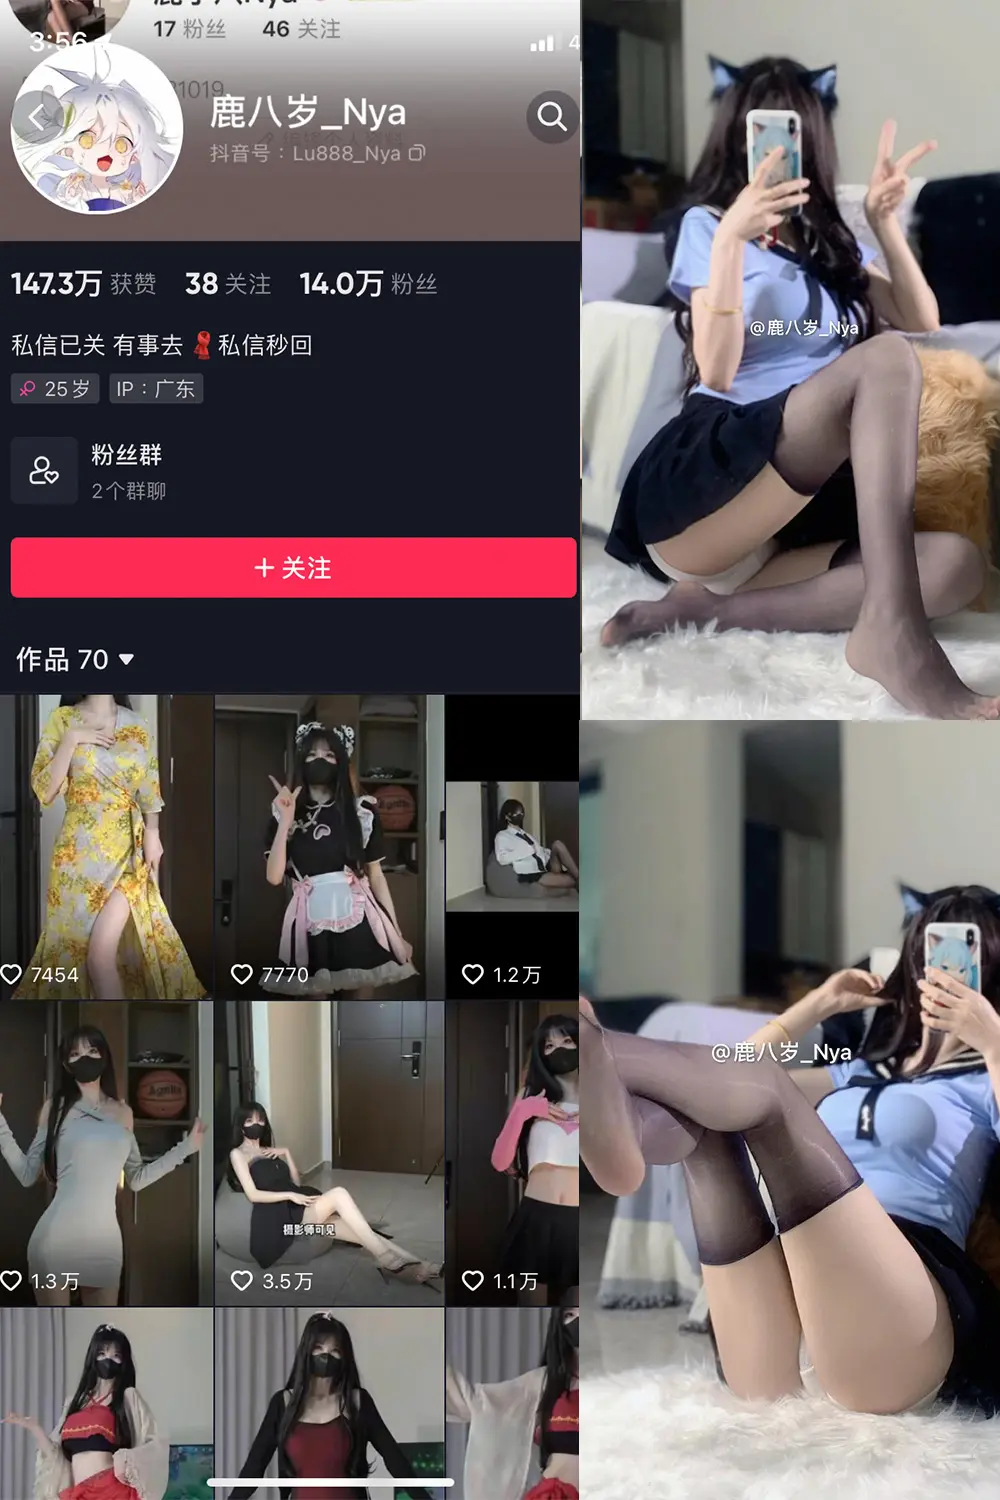 17 粉丝 46 关注
3:56
1019
鹿八岁_Nya
抖音号：Lu888_Nya
147.3万 获赞 38 关注 14.0万 粉丝
私信已关 有事去 私信秒回
25岁 IP：广东
粉丝群
2个群聊
+ 关注
作品 70
7454 7770 1.2万
摄影师可见
1.3万 3.5万 1.1万
@鹿八岁_Nya
@鹿八岁_Nya